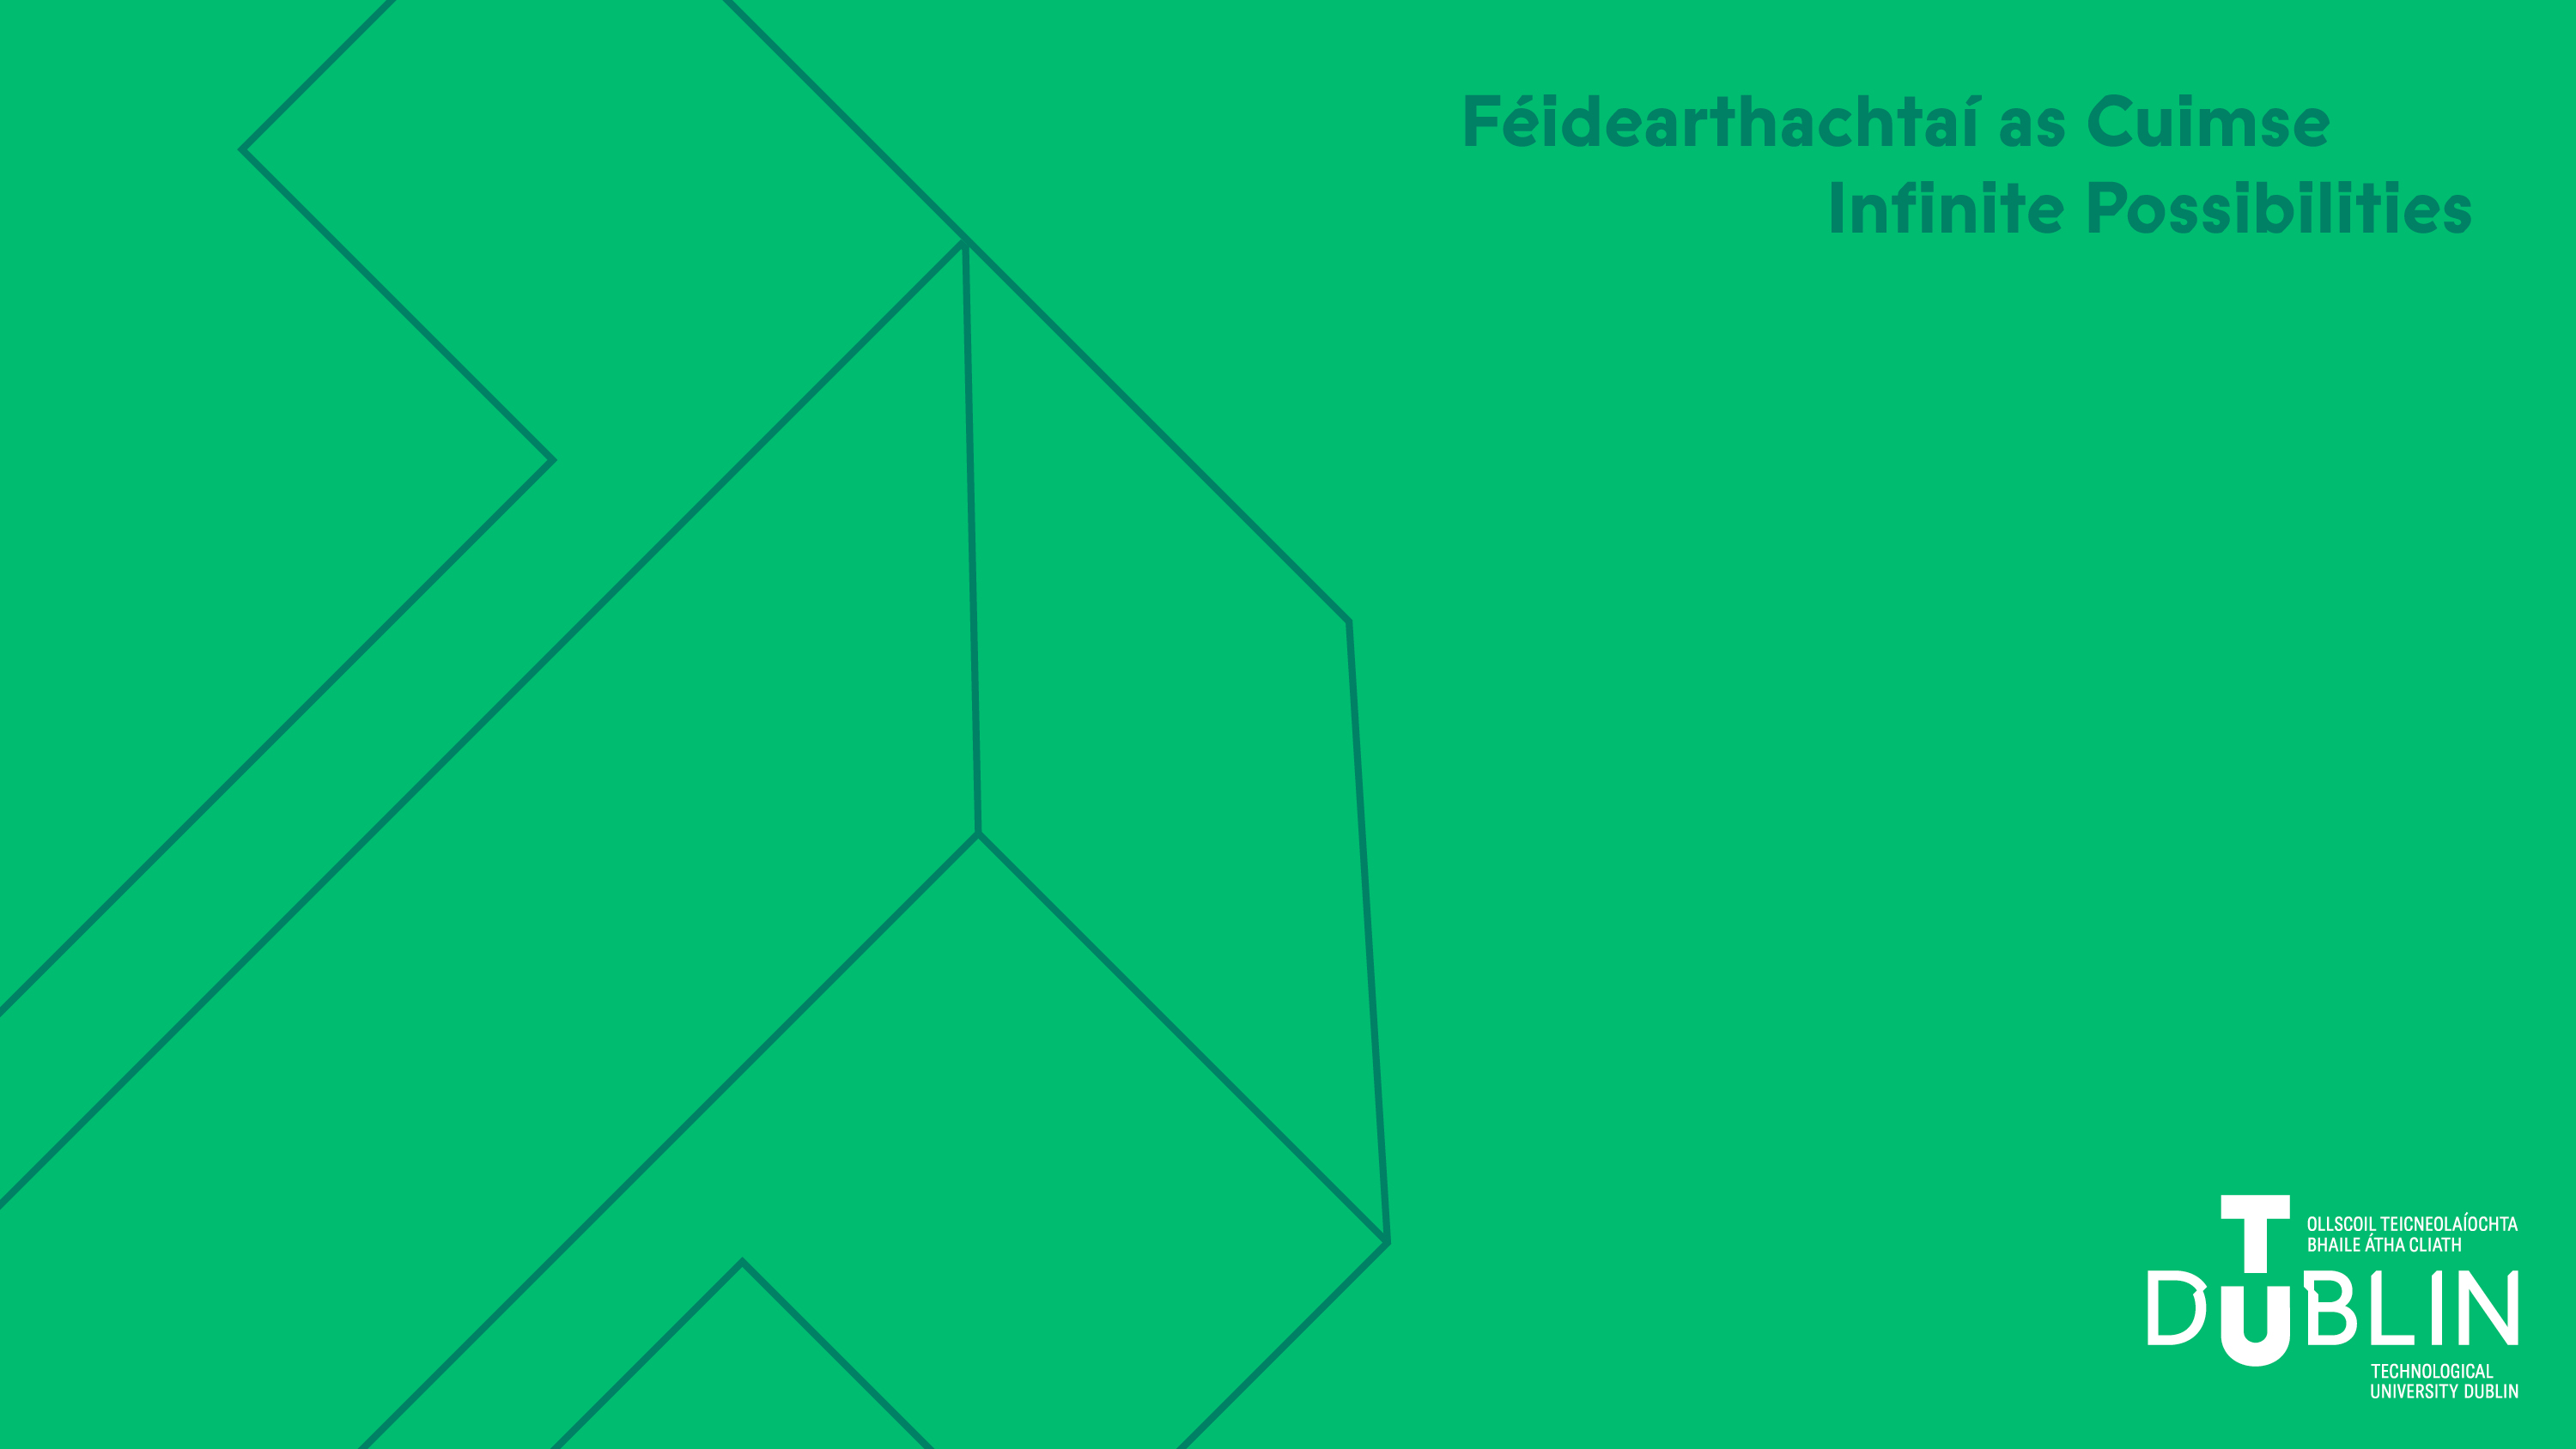 Féidearthachtaí as Cuimse
Infinite Possibilities
OLLSCOIL TEICNEOLAÍOCHTA
BHAILE ÁTHA CLIATH
TU
DUBLIN
TECHNOLOGICAL
UNIVERSITY DUBLIN